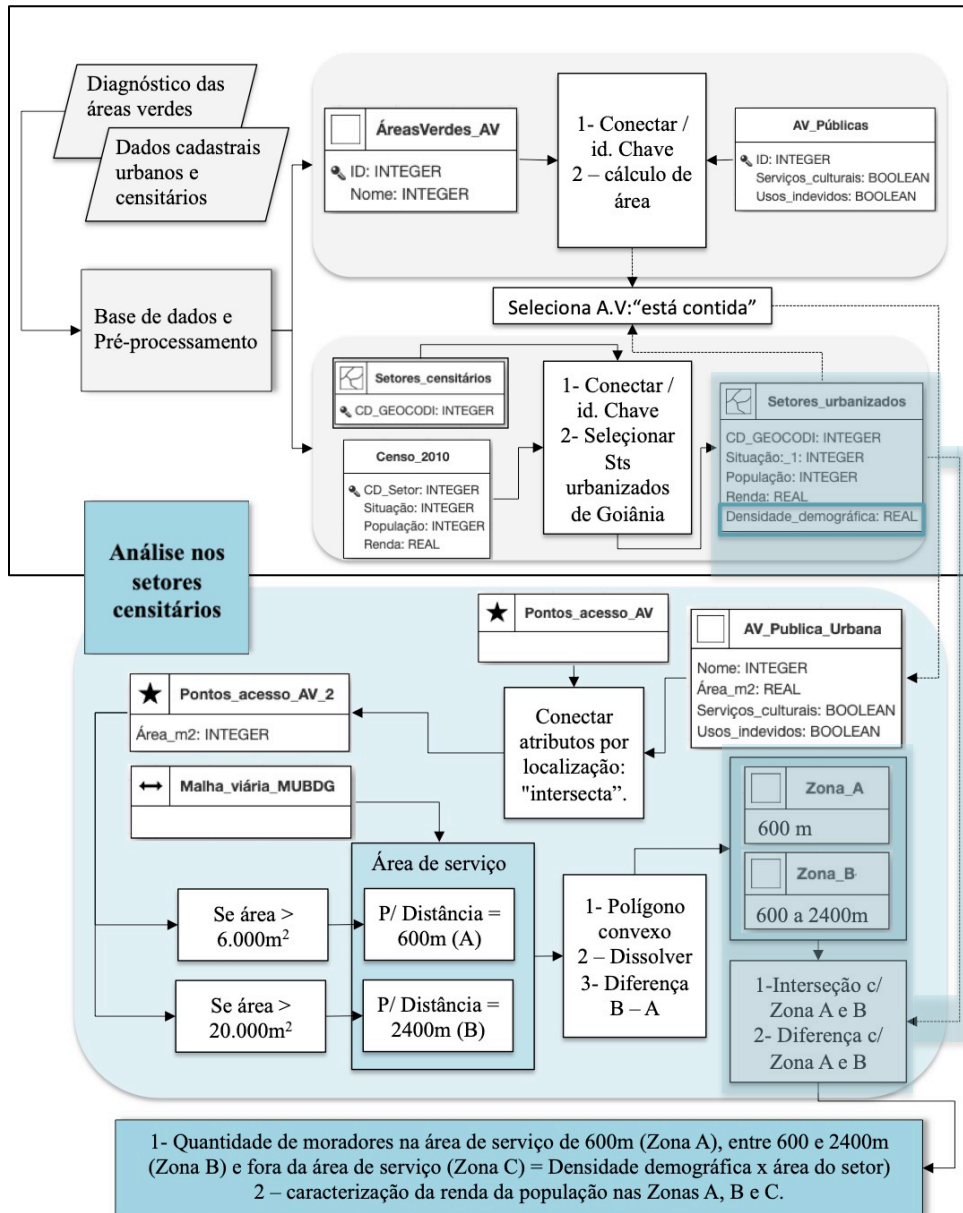 Diagnóstico das
áreas verdes
Dados cadastrais
urbanos e
censitários
Base de dados e
Pré-processamento
ÁreasVerdes_AV
ID: INTEGER
Nome: INTEGER
1- Conectar /
id. Chave
2 – cálculo de
área
AV_Públicas
ID: INTEGER
Serviços_culturais: BOOLEAN
Usos_indevidos: BOOLEAN
Seleciona A.V:“está contida”
Setores_censitários
CD_GEOCODI: INTEGER
Censo_2010
CD_Setor: INTEGER
Situação: INTEGER
População: INTEGER
Renda: REAL
1- Conectar /
id. Chave
2- Seleçionar
Sts
urbanizados
de Goiânia
Setores_urbanizados
CD_GEOCODI: INTEGER
Situação:_1: INTEGER
População: INTEGER
Renda: REAL
Densidade_demográfica: REAL
Análise nos
setores
censitários
Pontos_acesso_AV
AV_Publica_Urbana
Nome: INTEGER
Área_m2: REAL
Serviços_culturais: BOOLEAN
Usos_indevidos: BOOLEAN
Pontos_acesso_AV_2
Área_m2: INTEGER
Conectar
atributos por
localização:
"intersecta”.
Malha_viária_MUBDG
Área de serviço
Se área >
6.000m²
P/ Distância =
600m (A)
Se área >
20.000m²
P/ Distância =
2400m (B)
1- Polígono
convexo
2 – Dissolver
3- Diferença
B – A
Zona_A
600 m
Zona_B
600 a 2400m
1-Interseção c/
Zona A e B
2- Diferença c/
Zona A e B
1- Quantidade de moradores na área de serviço de 600m (Zona A), entre 600 e 2400m
(Zona B) e fora da área de serviço (Zona C) = Densidade demográfica x área do setor)
2 – caracterização da renda da população nas Zonas A, B e C.